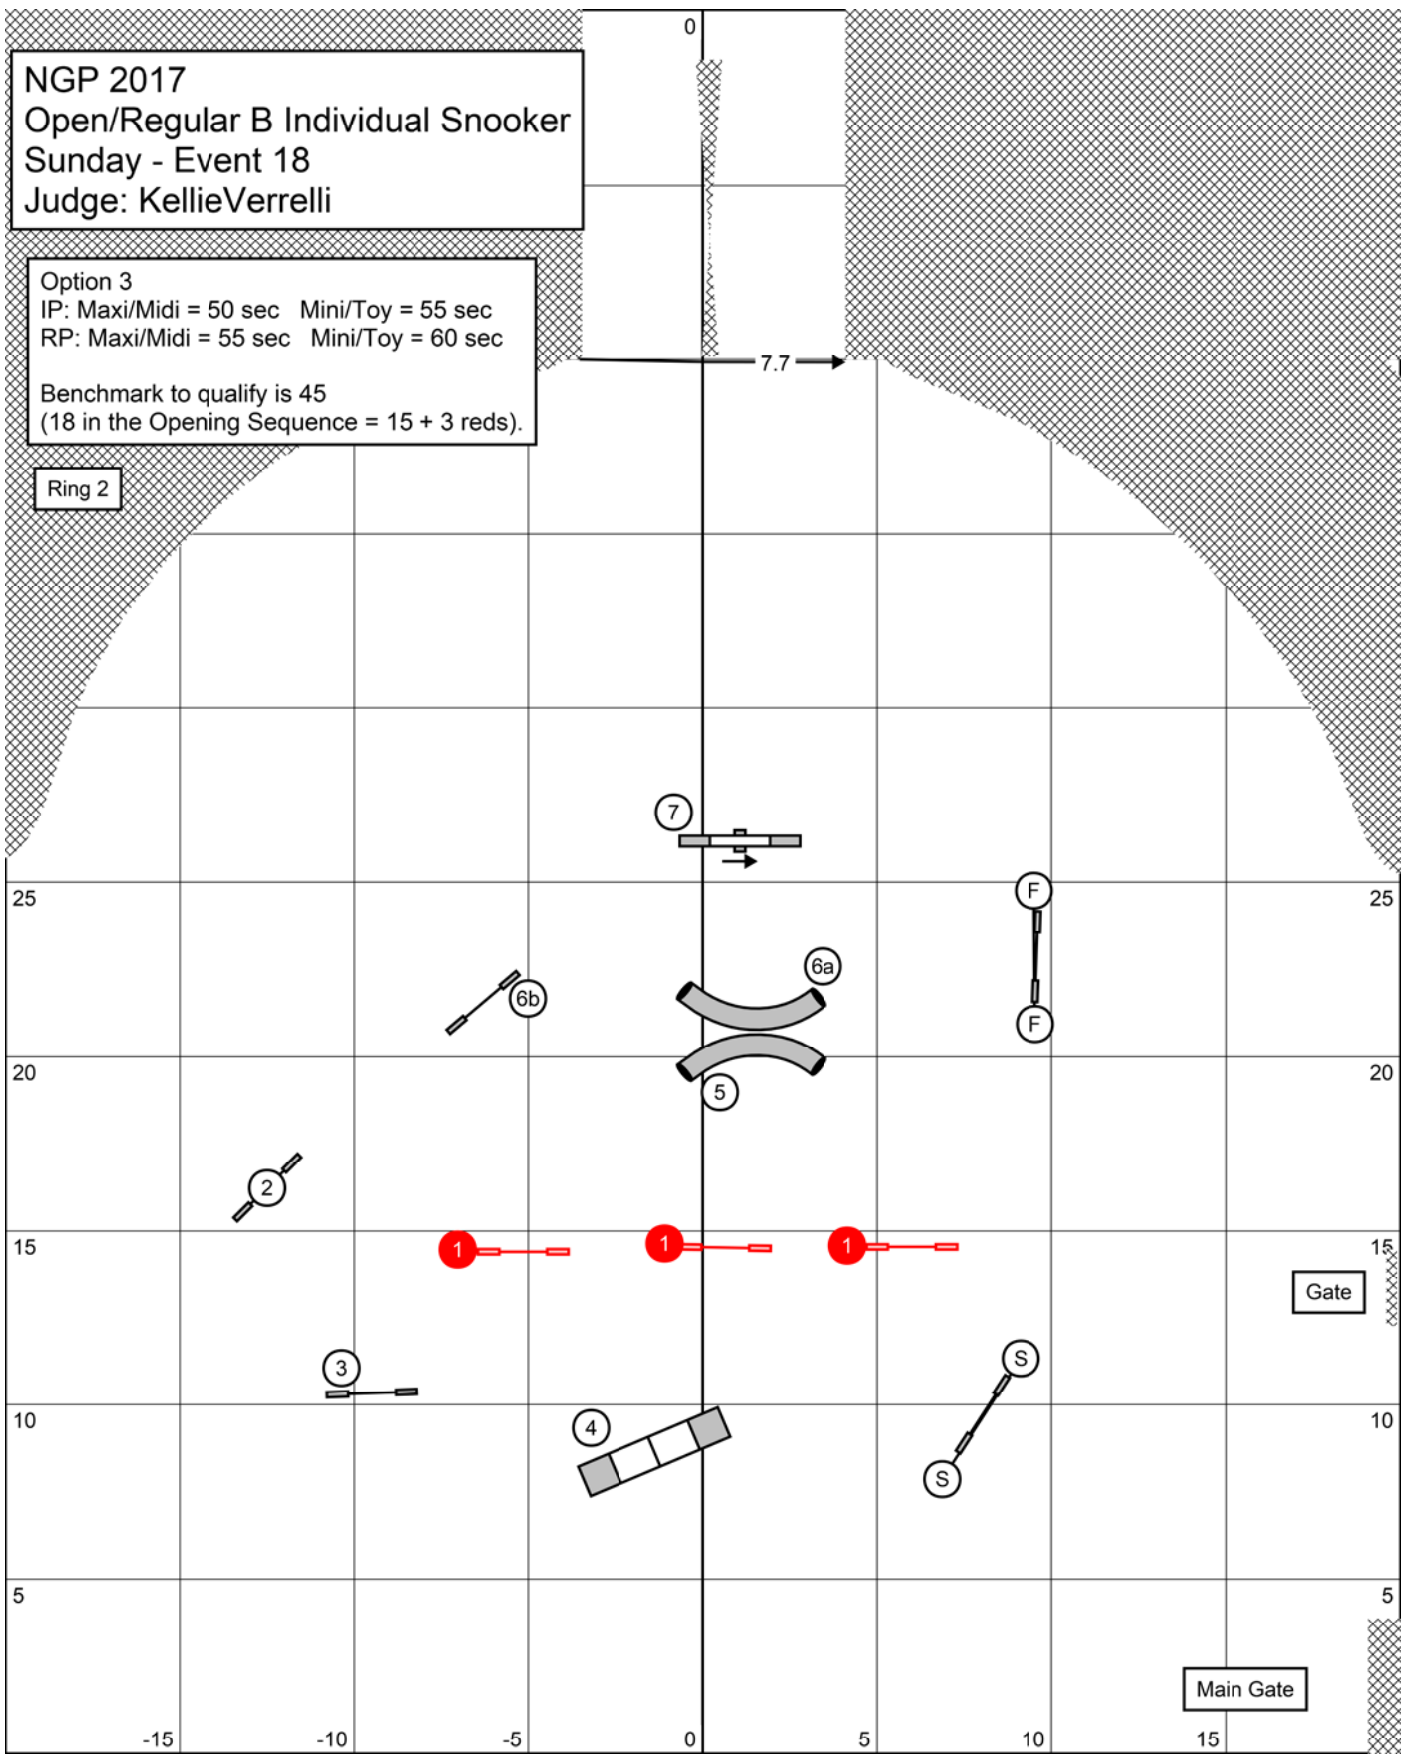 0
NGP 2017
Open/Regular B Individual Snooker
Sunday - Event 18
Judge: KellieVerrelli
Option 3
IP: Maxi/Midi = 50 sec   Mini/Toy = 55 sec
RP: Maxi/Midi = 55 sec   Mini/Toy = 60 sec
Benchmark to qualify is 45
(18 in the Opening Sequence = 15 + 3 reds).
7.7
Ring 2
7
25
F
25
6a
6b
F
20
5
20
2
15
1
1
1
15
Gate
3
S
10
4
10
S
5
5
Main Gate
-15
-10
-5
0
5
10
15